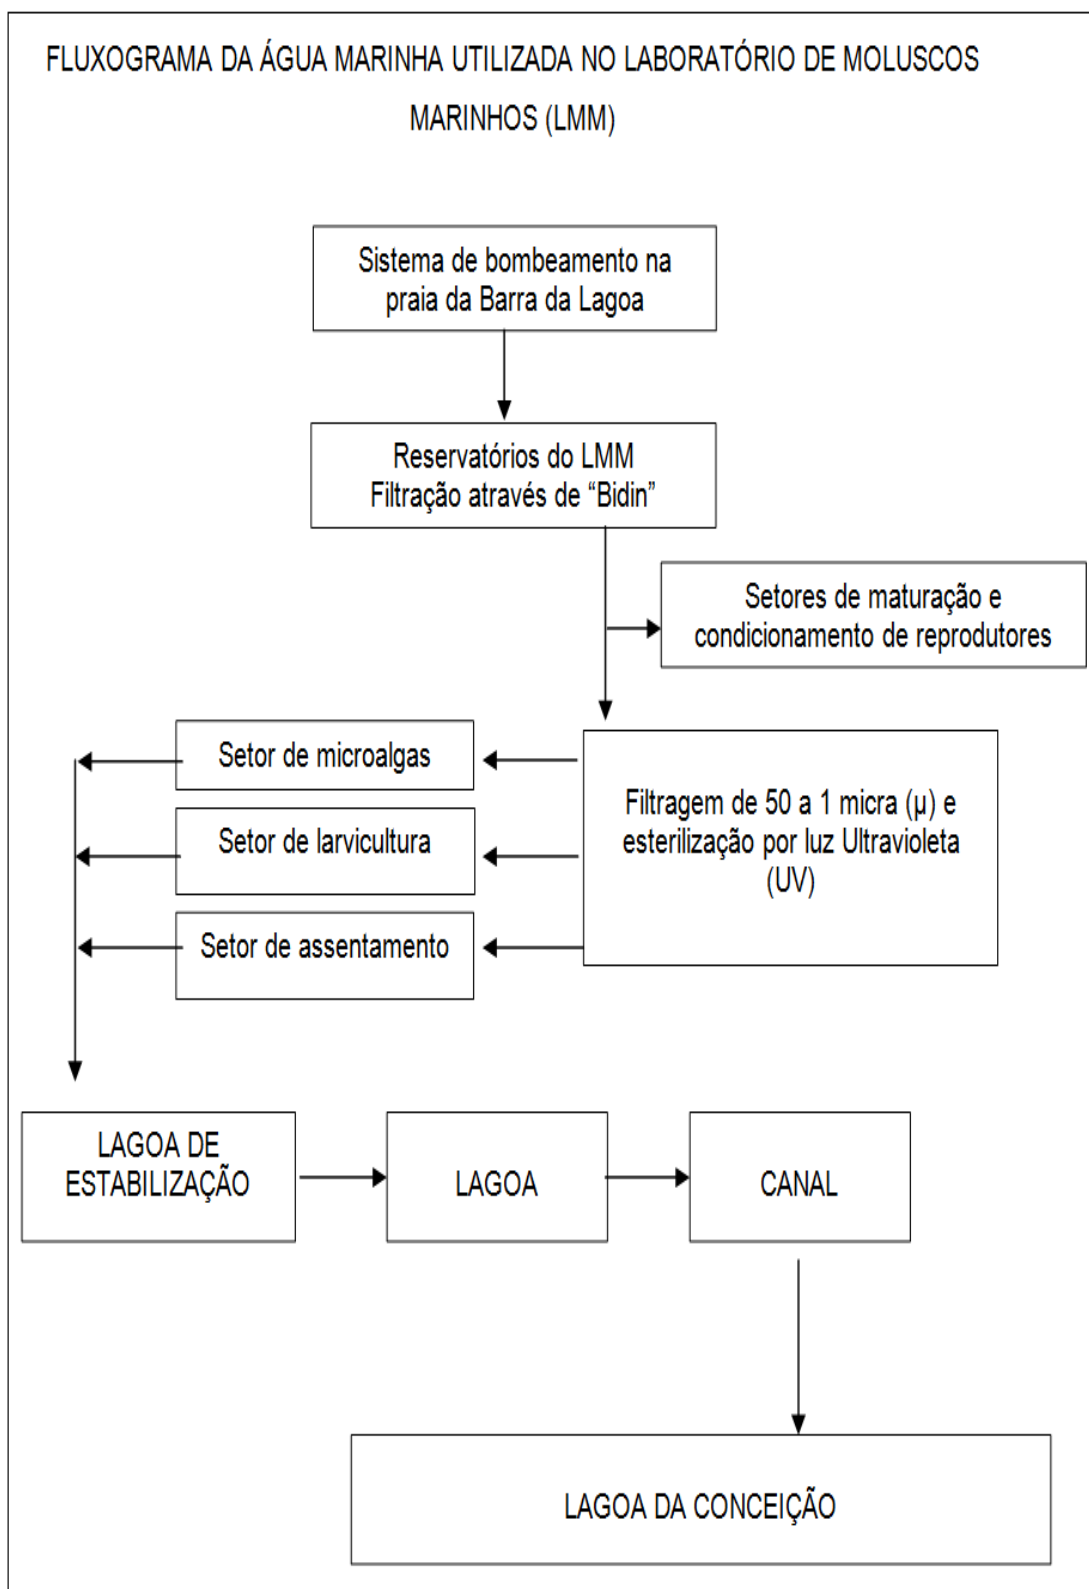 FLUXOGRAMA DA ÁGUA MARINHA UTILIZADA NO LABORATÓRIO DE MOLUSCOS
MARINHOS (LMM)
Sistema de bombeamento na
praia da Barra da Lagoa
Reservatórios do LMM
Filtração através de “Bidin”
Setores de maturação e
condicionamento de reprodutores
Setor de microalgas
Filtragem de 50 a 1 micra (μ) e
esterilização por luz Ultravioleta
(UV)
Setor de larvicultura
Setor de assentamento
LAGOA DE
ESTABILIZAÇÃO
LAGOA
CANAL
LAGOA DA CONCEIÇÃO